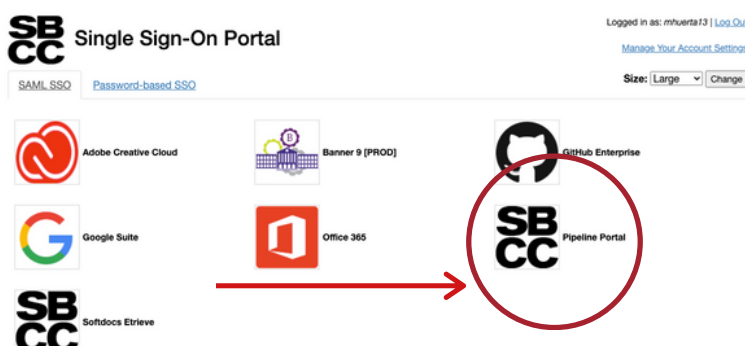 SB
CC
Single Sign-On Portal
Logged in as: mhuerta13 | Log Ou
Manage Your Account Settings
SAML SSO
Password-based SSO
Size: Large Change
Adobe Creative Cloud
B
Banner 9 [PROD]
GitHub Enterprise
G
Google Suite
Office 365
SB
CC
Pipeline Portal
SB
CC
Softdocs Etrieve